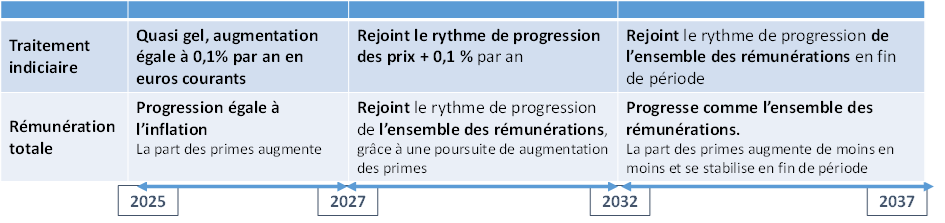 Traitement
indiciaire
Quasi gel, augmentation
égale à 0,1% par an en
euros courants
Rejoint le rythme de progression
des prix + 0,1 % par an
Rejoint le rythme de progression de
l’ensemble des rémunérations en fin
de période
Rémunération
totale
Progression égale à
l’inflation
La part des primes augmente
Rejoint le rythme de progression
de l’ensemble des rémunérations,
grâce à une poursuite de augmentation
des primes
Progresse comme l’ensemble des
rémunérations.
La part des primes augmente de moins en
moins et se stabilise en fin de période
2025
2027
2032
2037